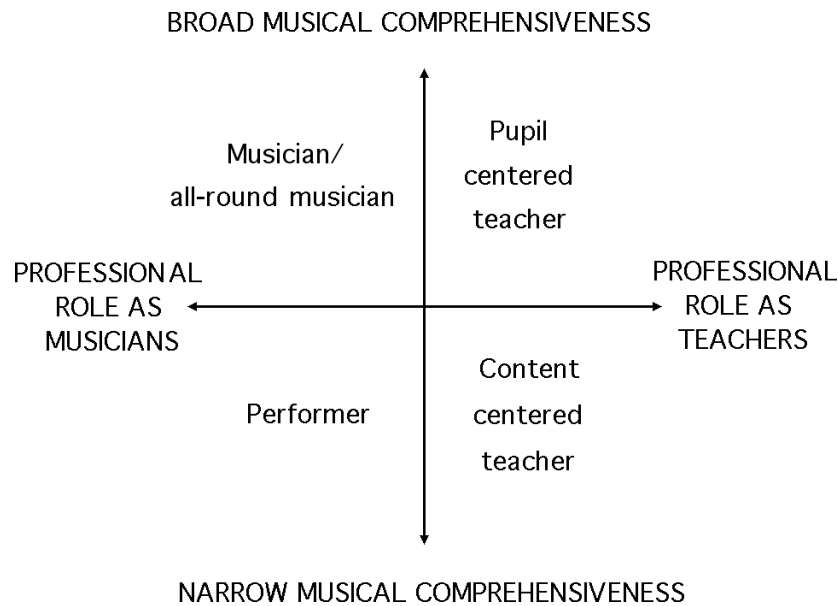 BROAD MUSICAL COMPREHENSIVENESS
Musician/
all-round musician
Pupil
centered
teacher
PROFESSIONAL
ROLE AS
MUSICIANS
PROFESSIONAL
ROLE AS
TEACHERS
Performer
Content
centered
teacher
NARROW MUSICAL COMPREHENSIVENESS